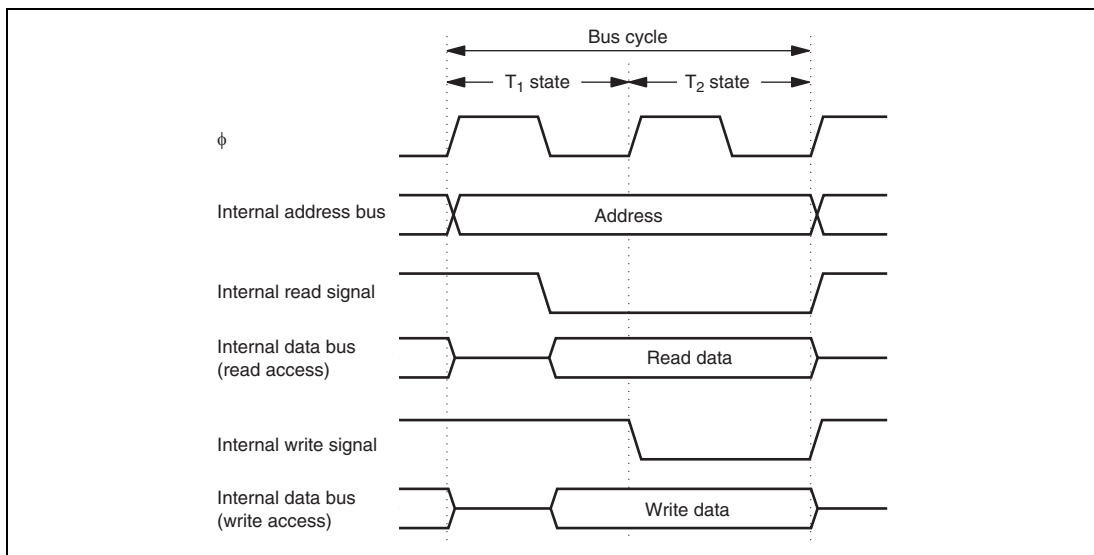 Bus cycle
T₁ state
T₂ state
ϕ
Internal address bus
Address
Internal read signal
Internal data bus
(read access)
Read data
Internal write signal
Internal data bus
(write access)
Write data